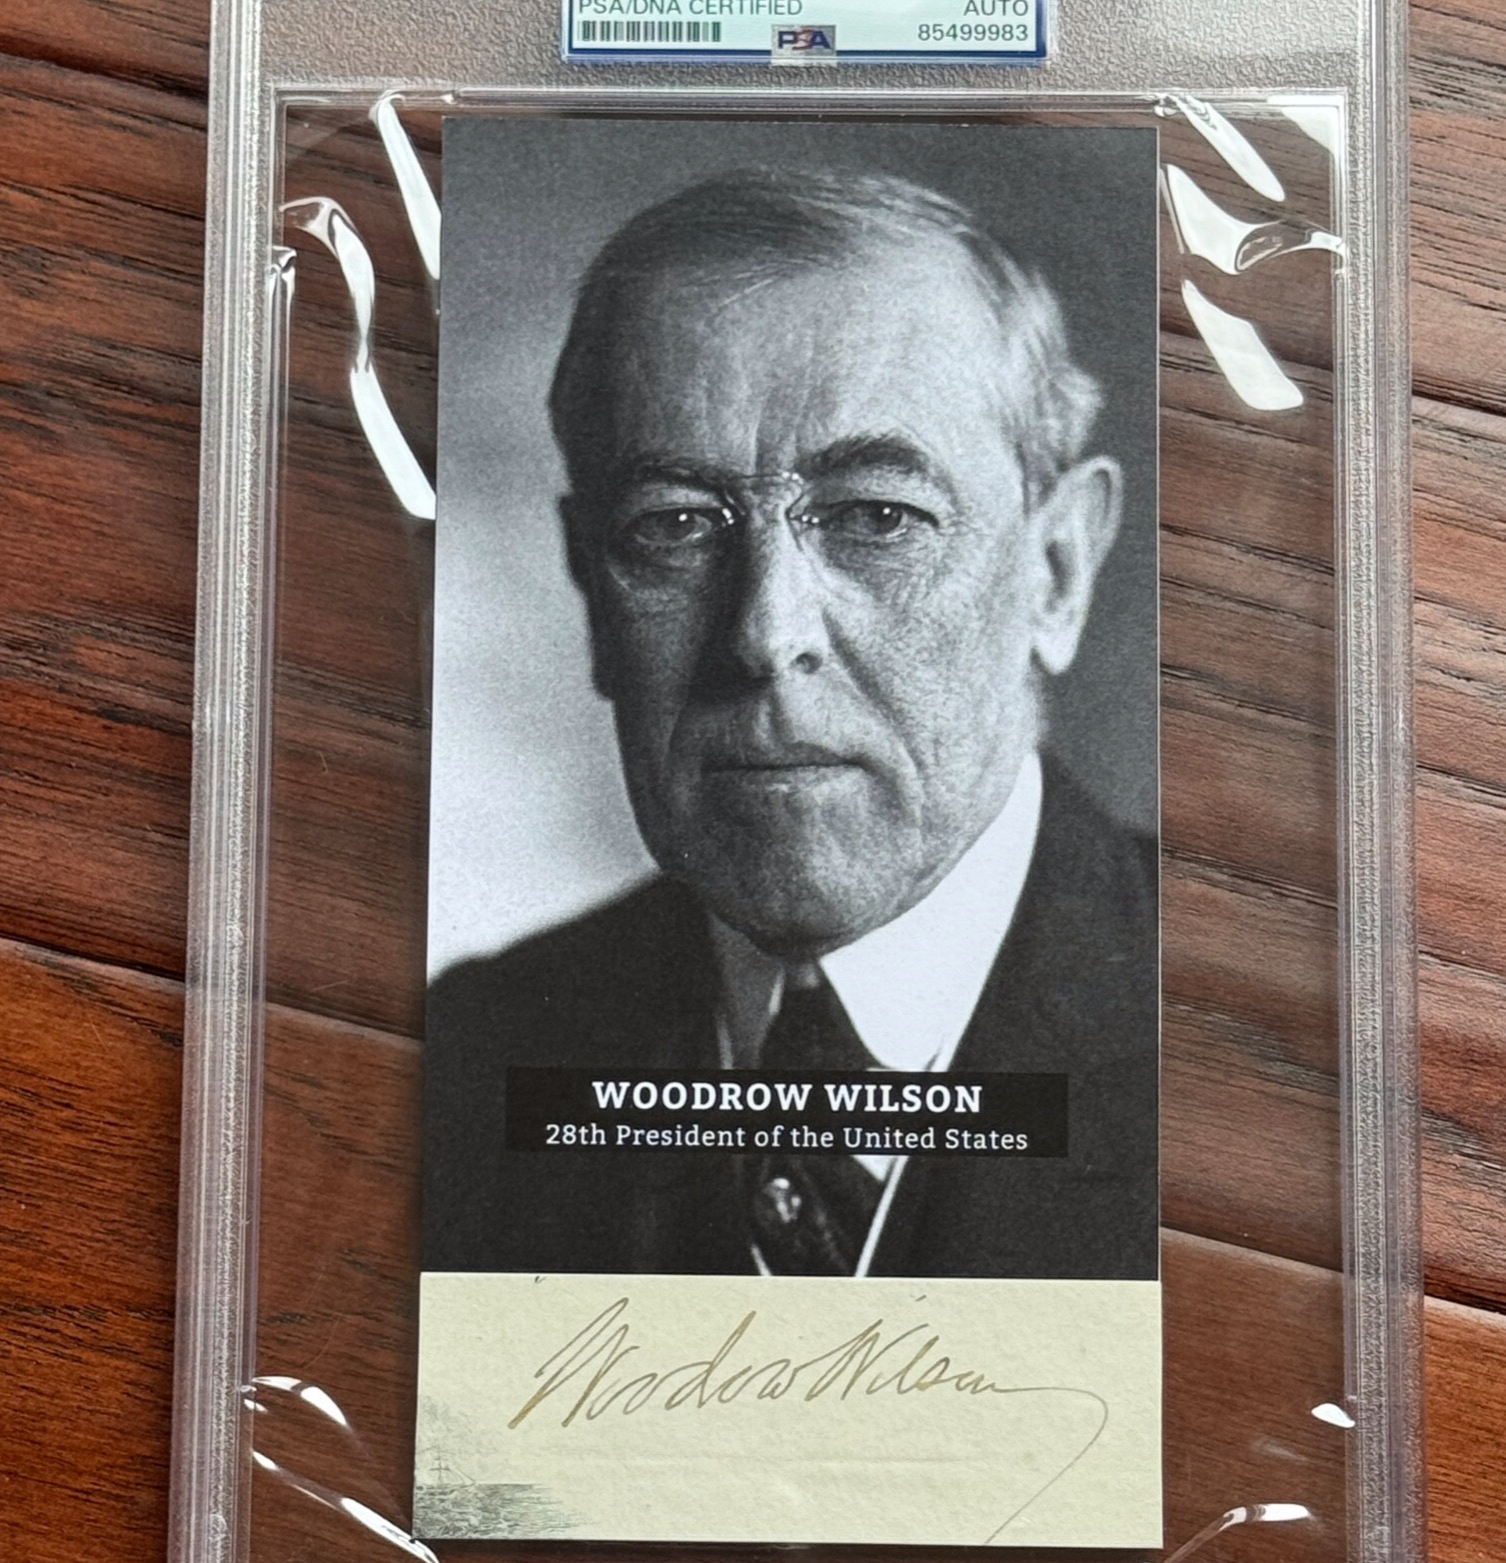 PSA/DNA CERTIFIED AUTO
PSA 85499983
WOODROW WILSON
28th President of the United States
Woodrow Wilson